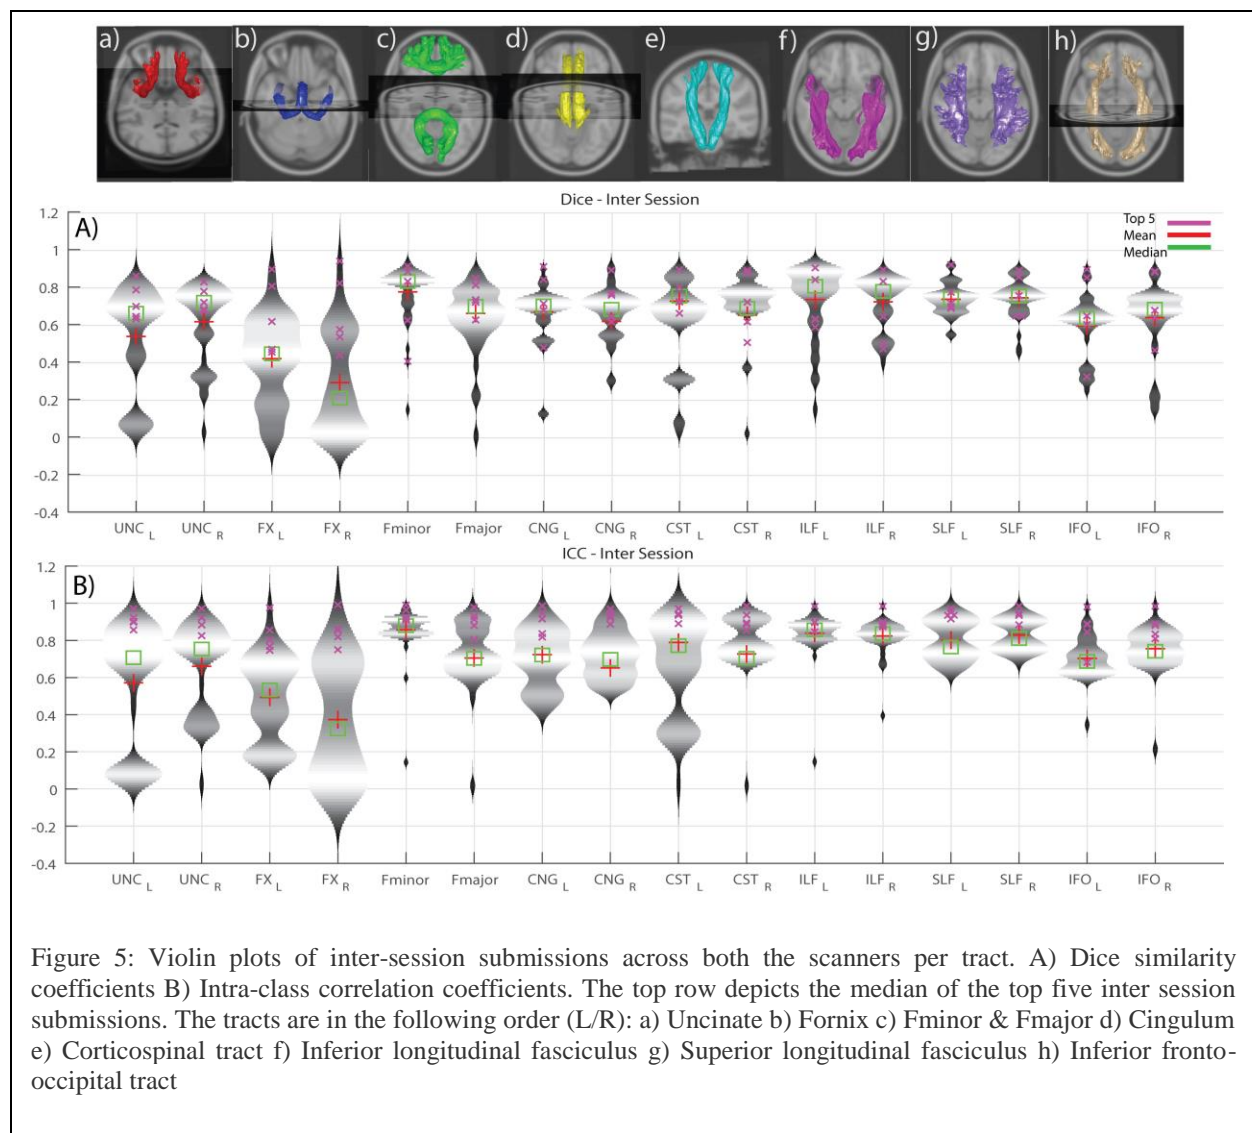 a) b) c) d) e) f) g) h)
Dice - Inter Session
A)
Top 5
Mean
Median
1.2
1
0.8
0.6
0.4
0.2
0
-0.2
-0.4
UNC L UNC R FX L FX R Fminor Fmajor CNG L CNG R CST L CST R ILF L ILF R SLF L SLF R IFO L IFO R
ICC - Inter Session
B)
1.2
1
0.8
0.6
0.4
0.2
0
-0.2
-0.4
UNC L UNC R FX L FX R Fminor Fmajor CNG L CNG R CST L CST R ILF L ILF R SLF L SLF R IFO L IFO R
Figure 5: Violin plots of inter-session submissions across both the scanners per tract. A) Dice similarity
coefficients B) Intra-class correlation coefficients. The top row depicts the median of the top five inter session
submissions. The tracts are in the following order (L/R): a) Uncinate b) Fornix c) Fminor & Fmajor d) Cingulum
e) Corticospinal tract f) Inferior longitudinal fasciculus g) Superior longitudinal fasciculus h) Inferior fronto-
occipital tract